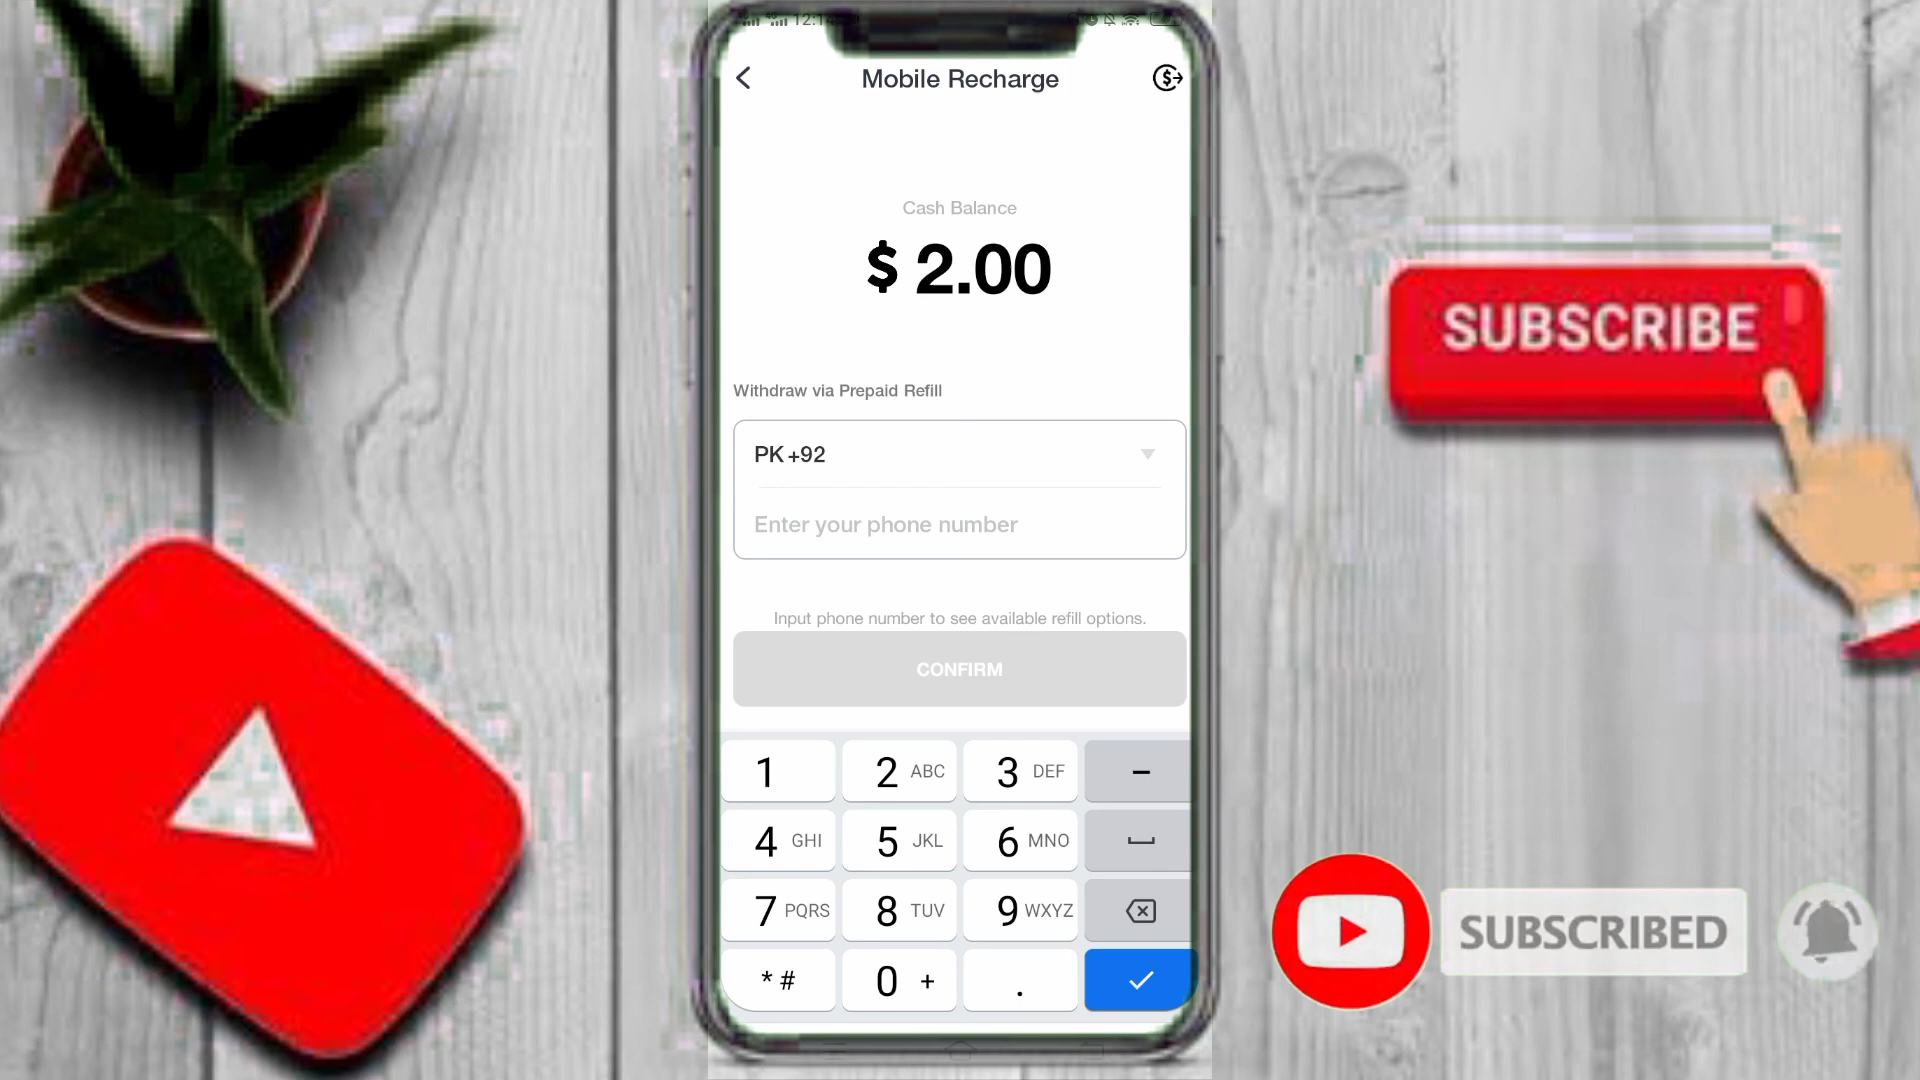 Mobile Recharge
Cash Balance
$ 2.00
Withdraw via Prepaid Refill
PK +92
Enter your phone number
Input phone number to see available refill options.
CONFIRM
1
2 ABC
3 DEF
-
4 GHI
5 JKL
6 MNO
7 PQRS
8 TUV
9 WXYZ
* #
0 +
.
SUBSCRIBE
SUBSCRIBED